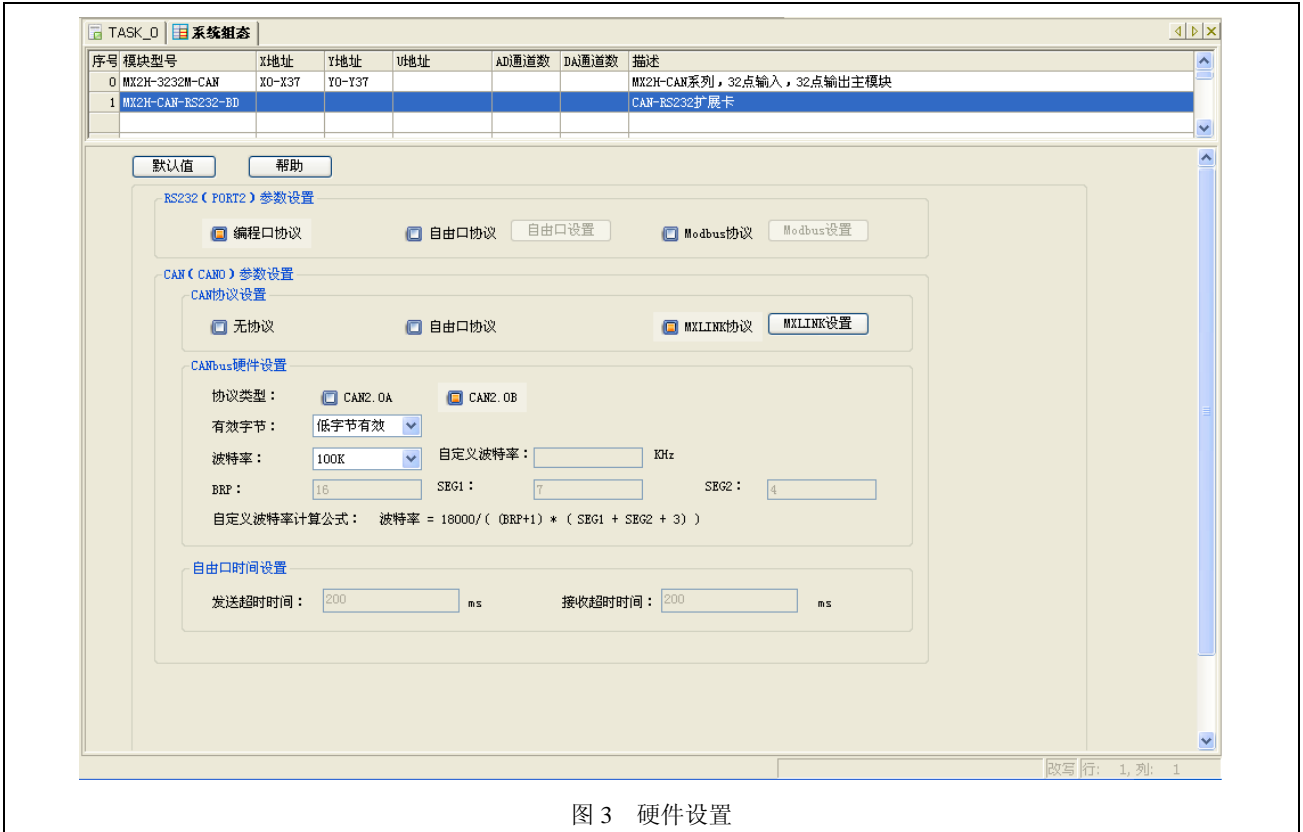 TASK_0 系统组态
序号 模块型号 X地址 Y地址 U地址 AD通道数 DA通道数 描述
0 MX2H-3232M-CAN X0-X37 Y0-Y37 MX2H-CAN系列，32点输入，32点输出主模块
1 MX2H-CAN-RS232-BD CAN-RS232扩展卡
默认值 帮助
RS232（PORT2）参数设置
编程口协议 自由口协议 自由口设置 Modbus协议 Modbus设置
CAN（CAN0）参数设置
CAN协议设置
无协议 自由口协议 MXLINK协议 MXLINK设置
CANbus硬件设置
协议类型： CAN2.0A CAN2.0B
有效字节： 低字节有效
波特率： 100K 自定义波特率： KHz
BRP： 16 SEG1： 7 SEG2： 4
自定义波特率计算公式： 波特率 = 18000/( (BRP+1) * ( SEG1 + SEG2 + 3) )
自由口时间设置
发送超时时间： 200 ms 接收超时时间： 200 ms
改写 行: 1, 列: 1
图 3 硬件设置